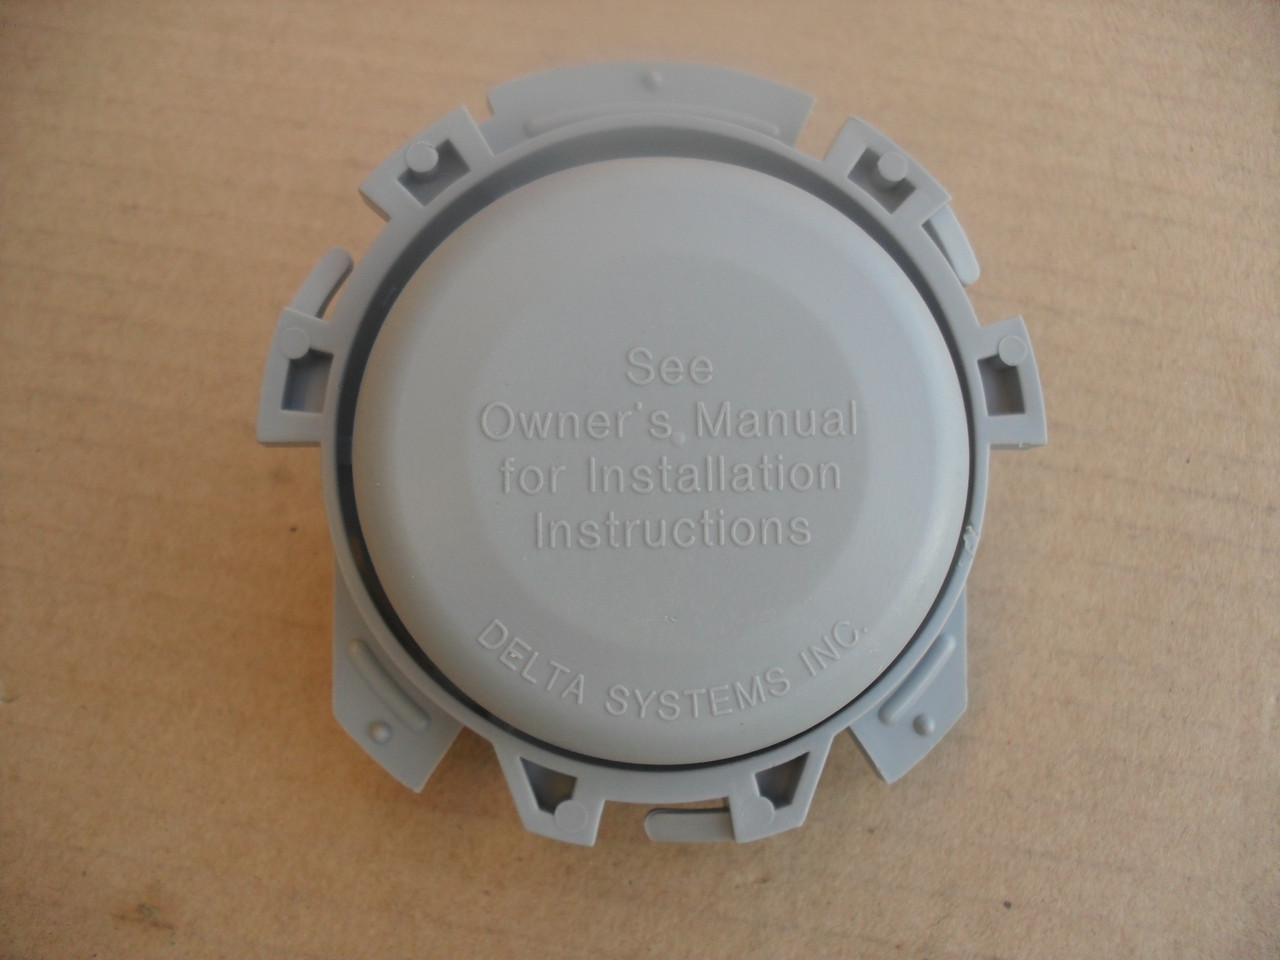 See
Owner's Manual
for Installation
Instructions
DELTA SYSTEMS INC.